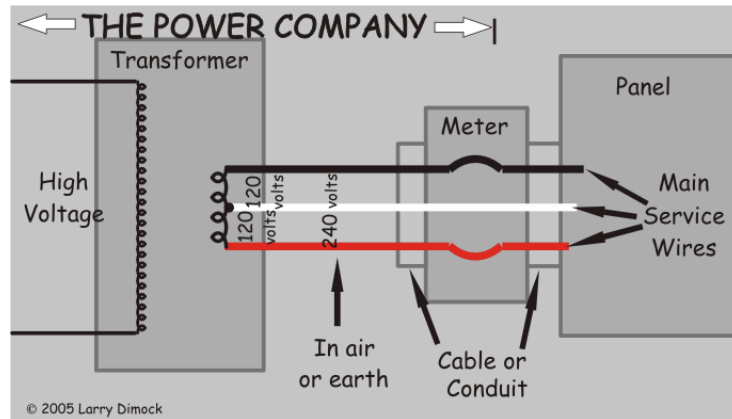 THE POWER COMPANY
Transformer
Panel
Meter
High
Voltage
120
volts
120
volts
240 volts
Main
Service
Wires
In air
or earth
Cable or
Conduit
© 2005 Larry Dimock